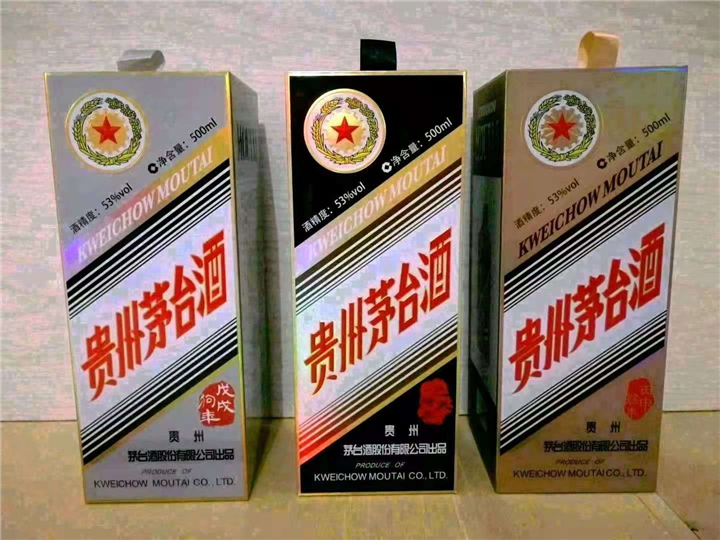 净含量：500ml
酒精度：53%vol
KWEICHOW MOUTAI
贵州茅台酒
戊戌
狗年
贵州
茅台酒股份有限公司出品
PRODUCE OF
KWEICHOW MOUTAI CO., LTD.
净含量：500ml
酒精度：53%vol
KWEICHOW MOUTAI
贵州茅台酒
贵州
茅台酒股份有限公司出品
PRODUCE OF
KWEICHOW MOUTAI CO., LTD.
净含量：500ml
酒精度：53%vol
KWEICHOW MOUTAI
贵州茅台酒
贵州
茅台酒股份有限公司出品
PRODUCE OF
KWEICHOW MOUTAI CO., LTD.